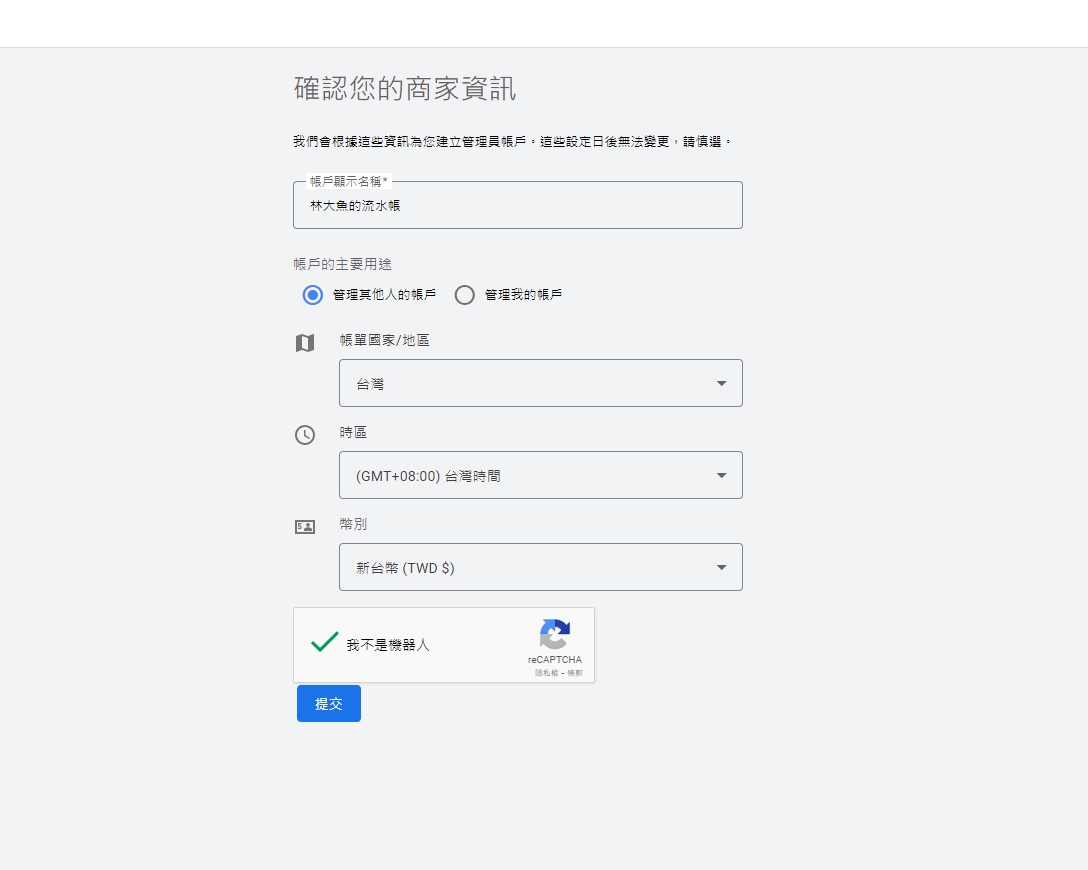 確認您的商家資訊
我們會根據這些資訊為您建立管理員帳戶。這些設定日後無法變更，請慎選。
帳戶顯示名稱*
林大魚的流水帳
帳戶的主要用途
管理其他人的帳戶 管理我的帳戶
帳單國家/地區
台灣
時區
(GMT+08:00) 台灣時間
幣別
新台幣 (TWD $)
我不是機器人
reCAPTCHA
隱私權 - 條款
提交